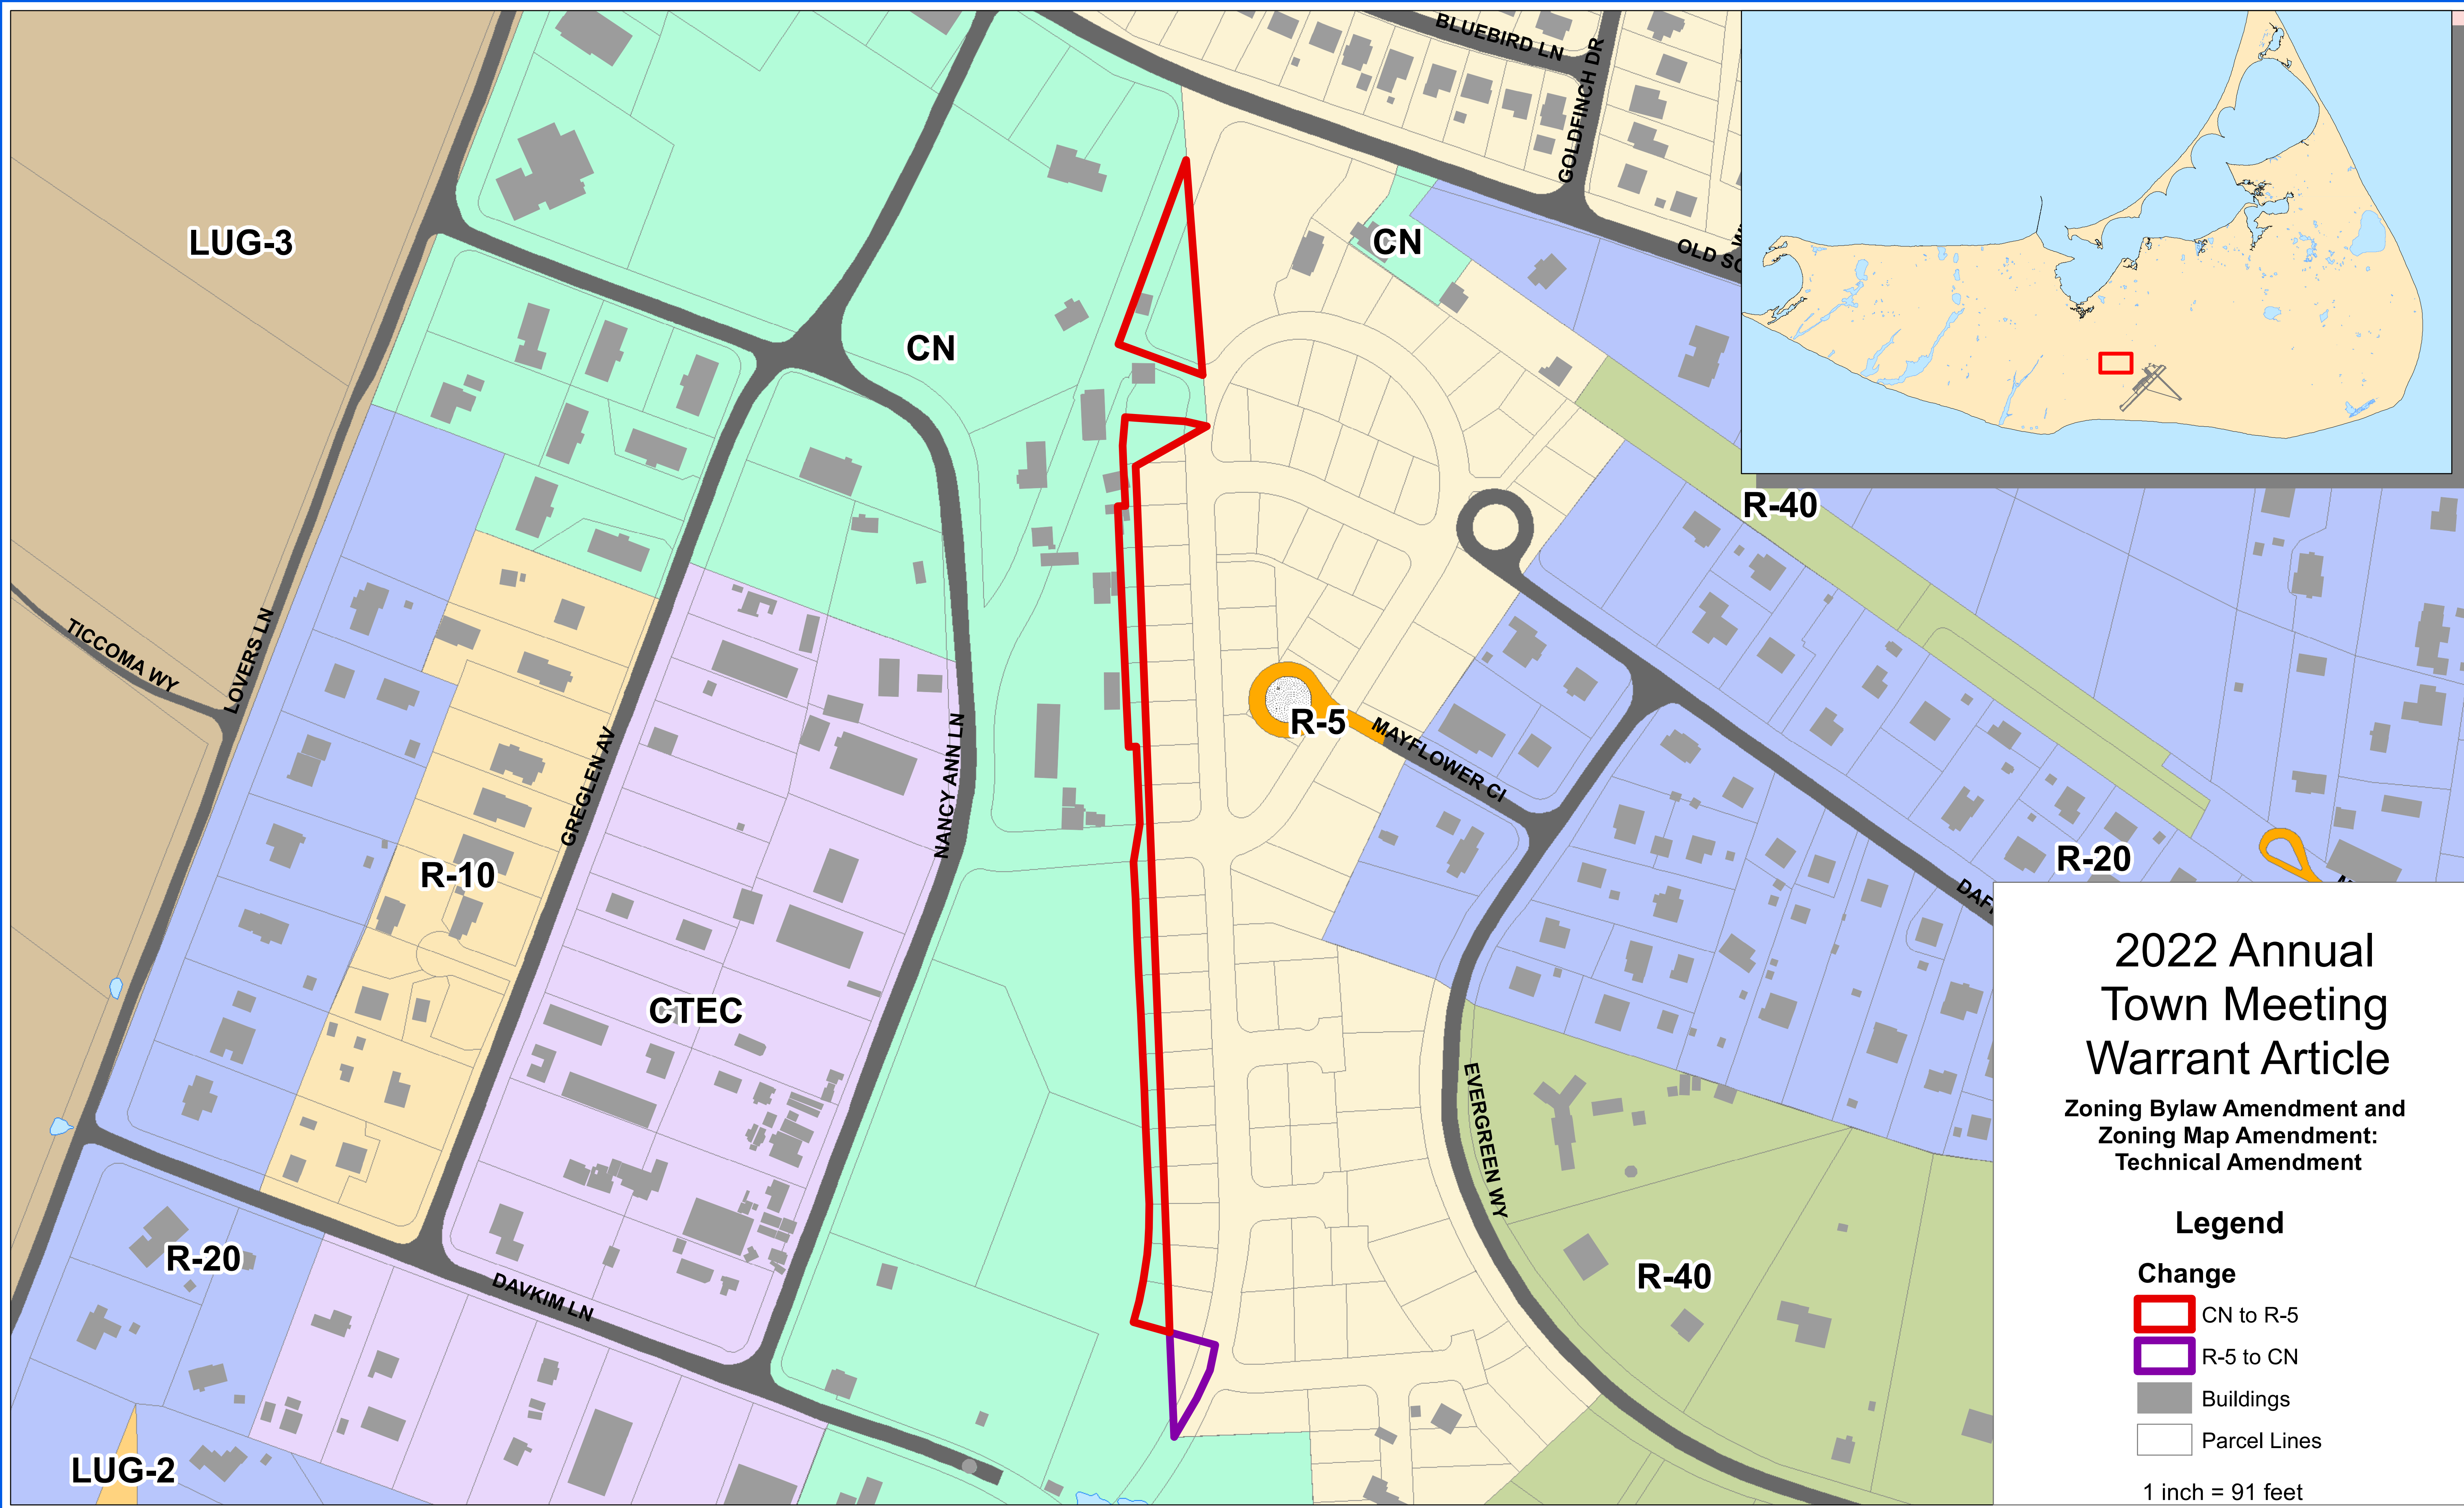 BLUEBIRD LN
GOLDFINCH DR
LUG-3
CN
CN
OLD SC
R-40
TICCOMA WY
LOVERS LN
GREGLEN AV
NANCY ANN LN
R-5
MAYFLOWER CI
R-10
R-20
DAFF
CTEC
EVERGREEN WY
R-20
R-40
DAVKIM LN
LUG-2
2022 Annual
Town Meeting
Warrant Article
Zoning Bylaw Amendment and
Zoning Map Amendment:
Technical Amendment
Legend
Change
CN to R-5
R-5 to CN
Buildings
Parcel Lines
1 inch = 91 feet